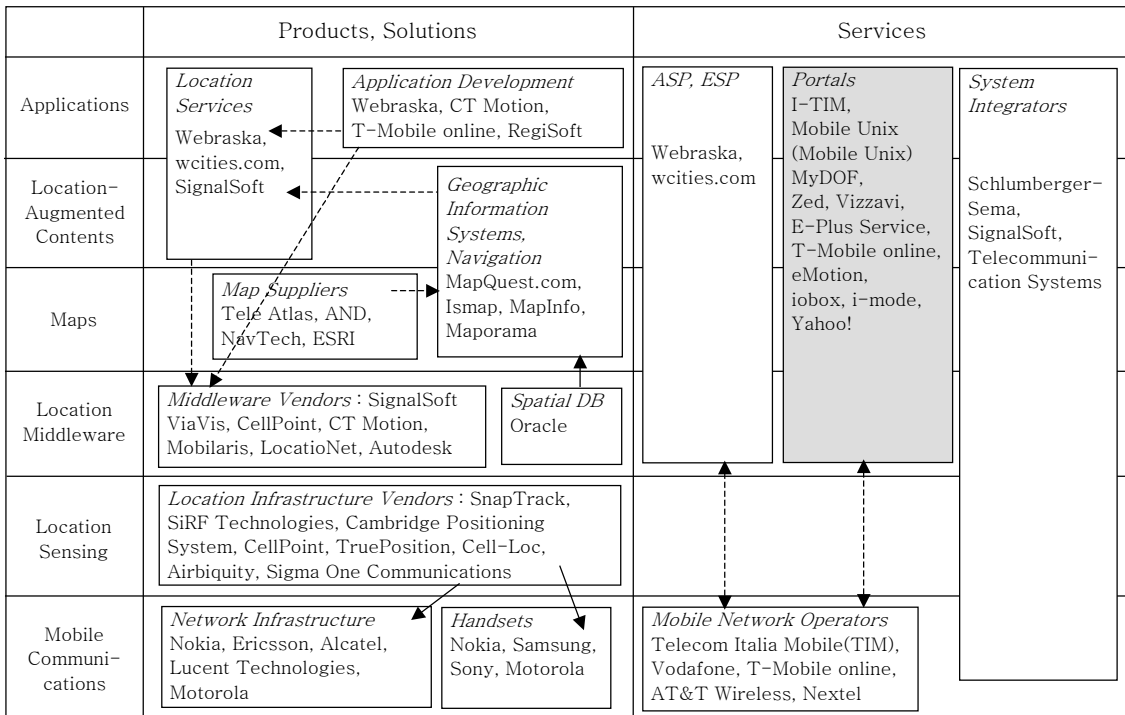 Products, Solutions
Services
Applications
Location-
Augmented
Contents
Maps
Location
Middleware
Location
Sensing
Mobile
Communi-
cations
Location
Services
Webraska,
wcities.com,
SignalSoft
Application Development
Webraska, CT Motion,
T-Mobile online, RegiSoft
Geographic
Information
Systems,
Navigation
MapQuest.com,
Ismap, MapInfo,
Maporama
Map Suppliers
Tele Atlas, AND,
NavTech, ESRI
Middleware Vendors : SignalSoft
ViaVis, CellPoint, CT Motion,
Mobilaris, LocatioNet, Autodesk
Spatial DB
Oracle
Location Infrastructure Vendors : SnapTrack,
SiRF Technologies, Cambridge Positioning
System, CellPoint, TruePosition, Cell-Loc,
Airbiquity, Sigma One Communications
Network Infrastructure
Nokia, Ericsson, Alcatel,
Lucent Technologies,
Motorola
Handsets
Nokia, Samsung,
Sony, Motorola
ASP, ESP
Webraska,
wcities.com
Portals
I-TIM,
Mobile Unix
(Mobile Unix)
MyDOF,
Zed, Vizzavi,
E-Plus Service,
T-Mobile online,
eMotion,
iobox, i-mode,
Yahoo!
System
Integrators
Schlumberger-
Sema,
SignalSoft,
Telecommuni-
cation Systems
Mobile Network Operators
Telecom Italia Mobile(TIM),
Vodafone, T-Mobile online,
AT&T Wireless, Nextel